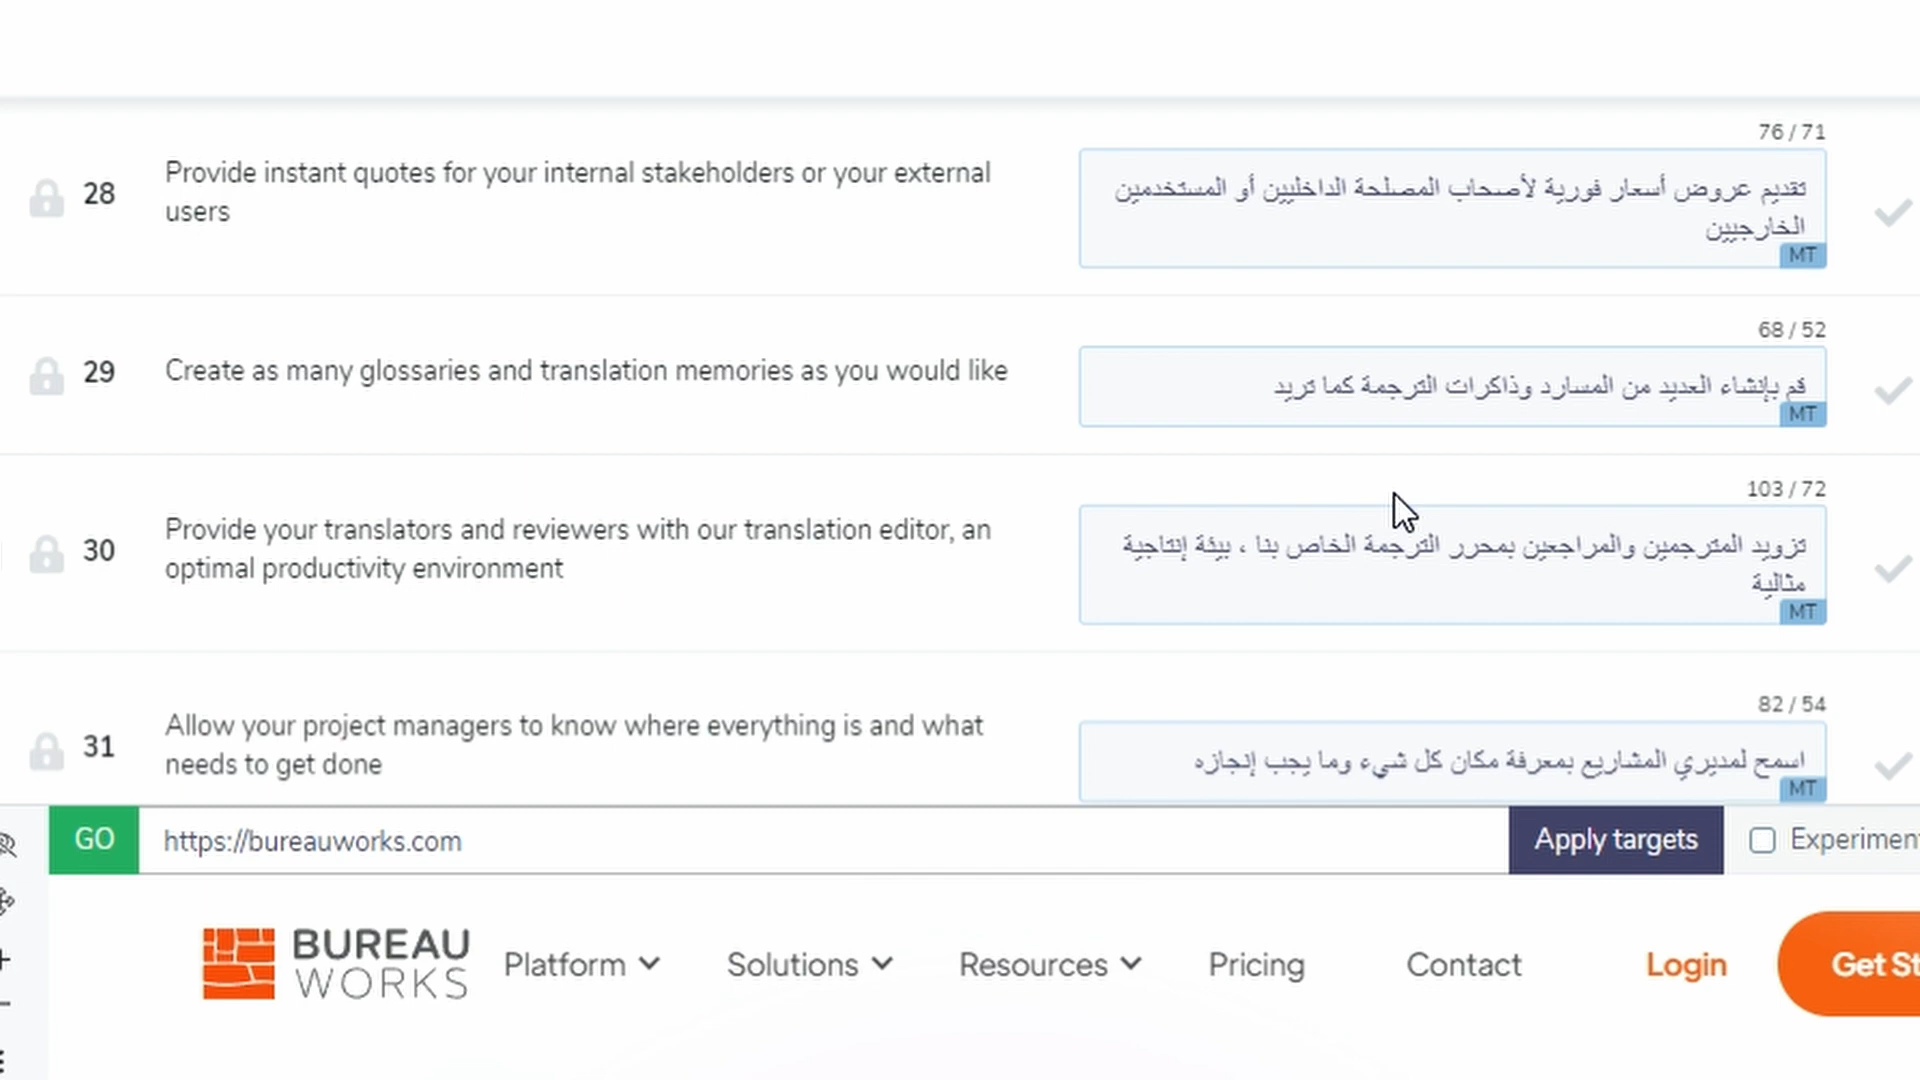 76 / 71
28
Provide instant quotes for your internal stakeholders or your external
users
تقديم عروض أسعار فورية لأصحاب المصلحة الداخليين أو المستخدمين
الخارجيين
MT
68 / 52
29
Create as many glossaries and translation memories as you would like
قم بإنشاء العديد من المسارد وذاكرات الترجمة كما تريد
MT
103 / 72
30
Provide your translators and reviewers with our translation editor, an
optimal productivity environment
تزويد المترجمين والمراجعين بمحرر الترجمة الخاص بنا ، بيئة إنتاجية
مثالية
MT
82 / 54
31
Allow your project managers to know where everything is and what
needs to get done
اسمح لمديري المشاريع بمعرفة مكان كل شيء وما يجب إنجازه
MT
GO
https://bureauworks.com
Apply targets
Experiment
BUREAU
WORKS
Platform
Solutions
Resources
Pricing
Contact
Login
Get St